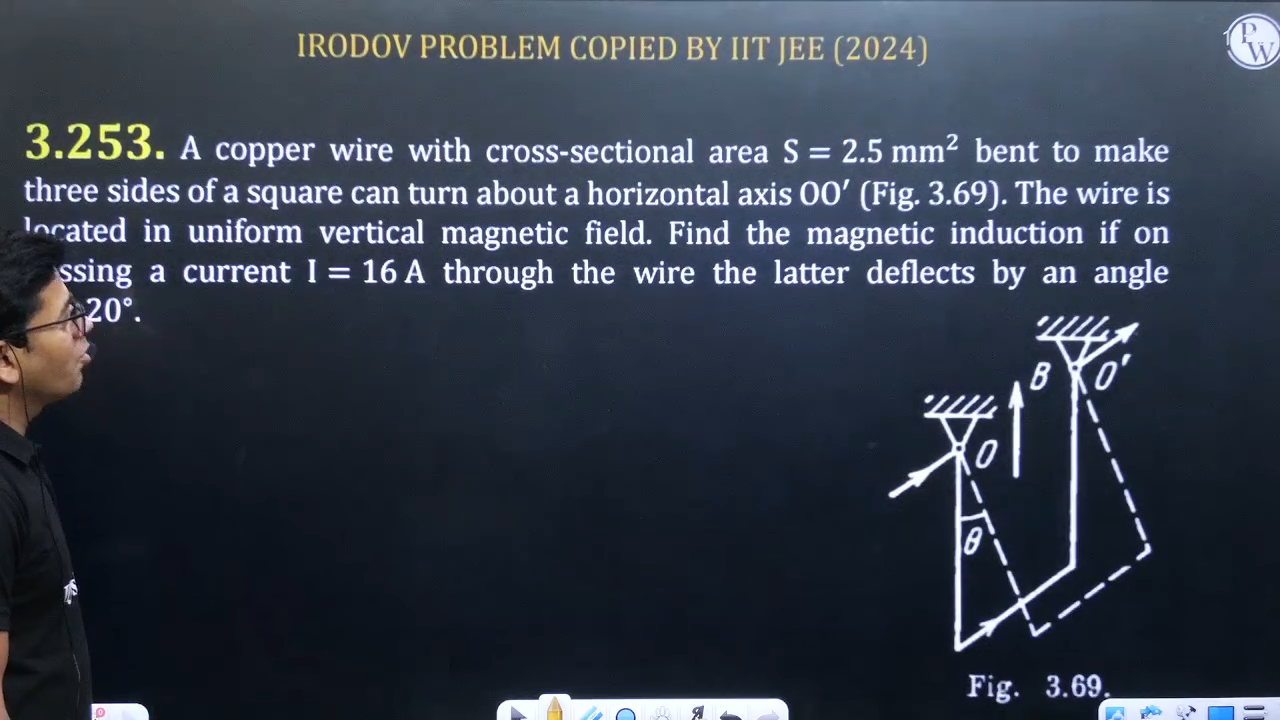 IRODOV PROBLEM COPIED BY IIT JEE (2024)
P
W
3.253. A copper wire with cross-sectional area S = 2.5 mm² bent to make
three sides of a square can turn about a horizontal axis OO′ (Fig. 3.69). The wire is
located in uniform vertical magnetic field. Find the magnetic induction if on
a current I = 16 A through the wire the latter deflects by an angle
20°.
B
O'
O
θ
Fig. 3.69.